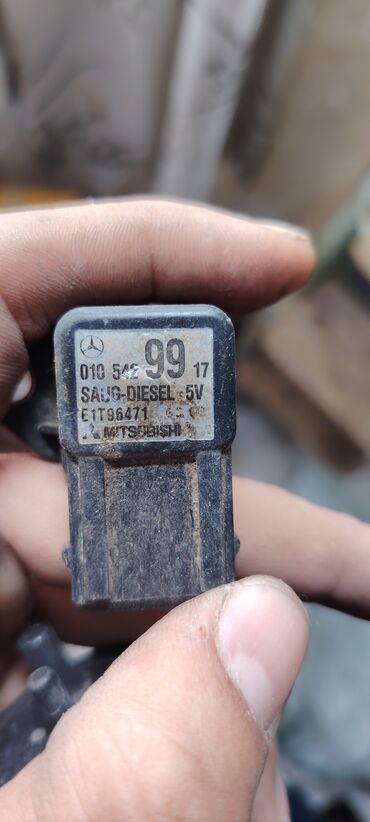 010 542 99 17
SAUG-DIESEL 5V
E1T96471
MITSUBISHI